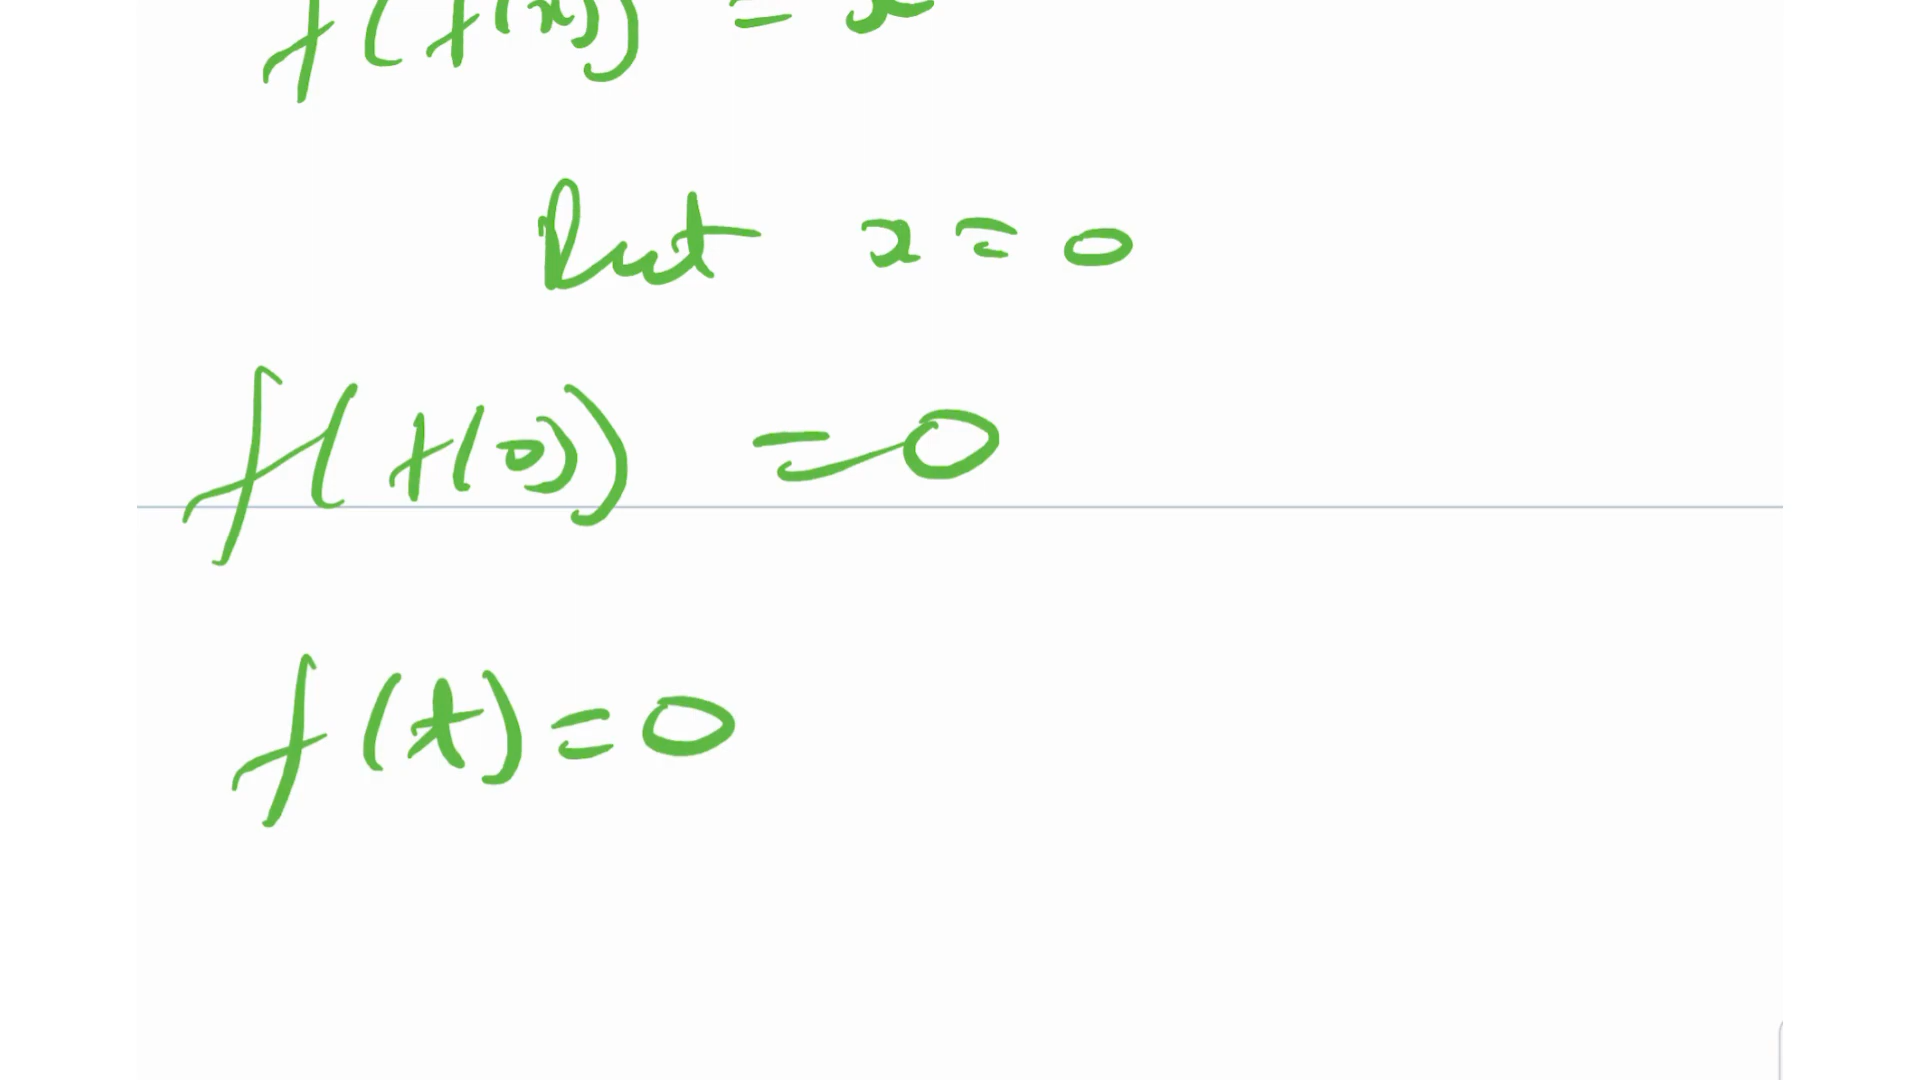 f(f(x)) = x
Put x = 0
f(f(0)) = 0
f(t) = 0